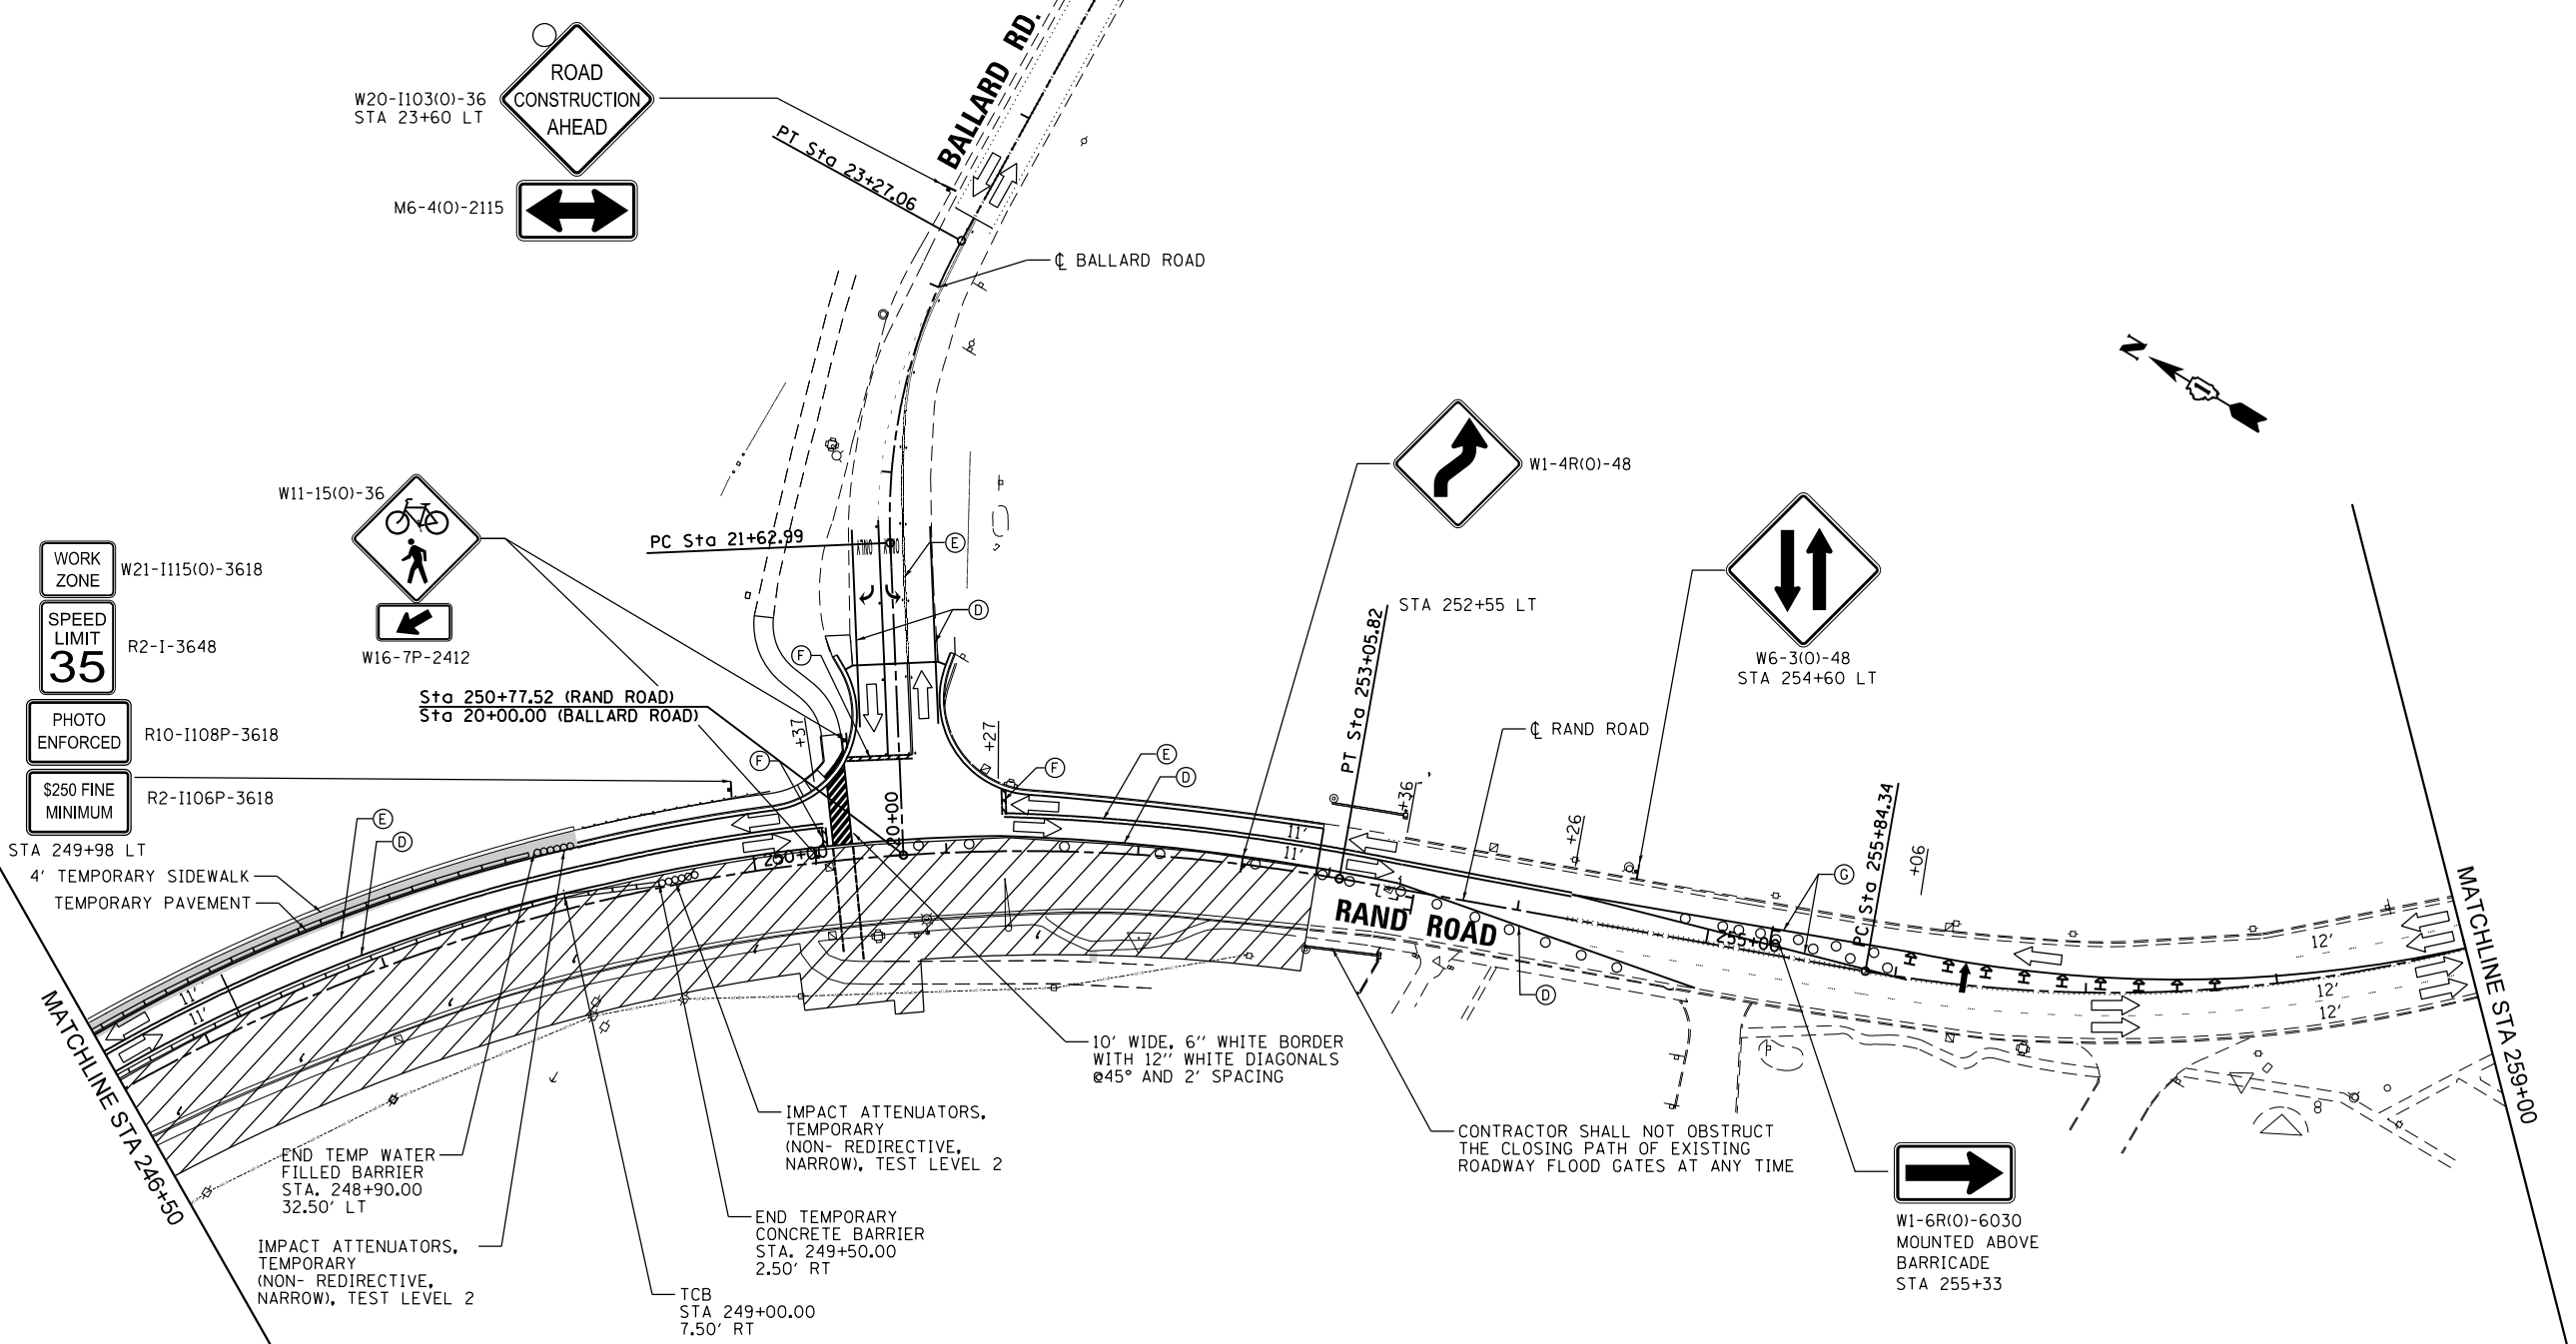 BALLARD RD.
ROAD
CONSTRUCTION
AHEAD
W20-I103(O)-36
STA 23+60 LT
M6-4(O)-2115
PT Sta 23+27.06
℄ BALLARD ROAD
N
W1-4R(O)-48
W11-15(O)-36
W16-7P-2412
PC Sta 21+62.99
ONLY
ONLY
E
D
F
WORK
ZONE
W21-I115(O)-3618
SPEED
LIMIT
35
R2-I-3648
PHOTO
ENFORCED
R10-I108P-3618
$250 FINE
MINIMUM
R2-I106P-3618
STA 249+98 LT
4' TEMPORARY SIDEWALK
TEMPORARY PAVEMENT
Sta 250+77.52 (RAND ROAD)
Sta 20+00.00 (BALLARD ROAD)
+37
+27
F
F
E
D
E
D
20+00
250+00
STA 252+55 LT
PT Sta 253+05.82
W6-3(O)-48
STA 254+60 LT
℄ RAND ROAD
+36
+26
+06
G
PC Sta 255+84.34
255+00
RAND ROAD
D
11'
11'
11'
11'
12'
12'
12'
MATCHLINE STA 246+50
MATCHLINE STA 259+00
10' WIDE, 6" WHITE BORDER
WITH 12" WHITE DIAGONALS
@45° AND 2' SPACING
IMPACT ATTENUATORS,
TEMPORARY
(NON- REDIRECTIVE,
NARROW), TEST LEVEL 2
CONTRACTOR SHALL NOT OBSTRUCT
THE CLOSING PATH OF EXISTING
ROADWAY FLOOD GATES AT ANY TIME
END TEMP WATER
FILLED BARRIER
STA. 248+90.00
32.50' LT
END TEMPORARY
CONCRETE BARRIER
STA. 249+50.00
2.50' RT
IMPACT ATTENUATORS,
TEMPORARY
(NON- REDIRECTIVE,
NARROW), TEST LEVEL 2
TCB
STA 249+00.00
7.50' RT
W1-6R(O)-6030
MOUNTED ABOVE
BARRICADE
STA 255+33